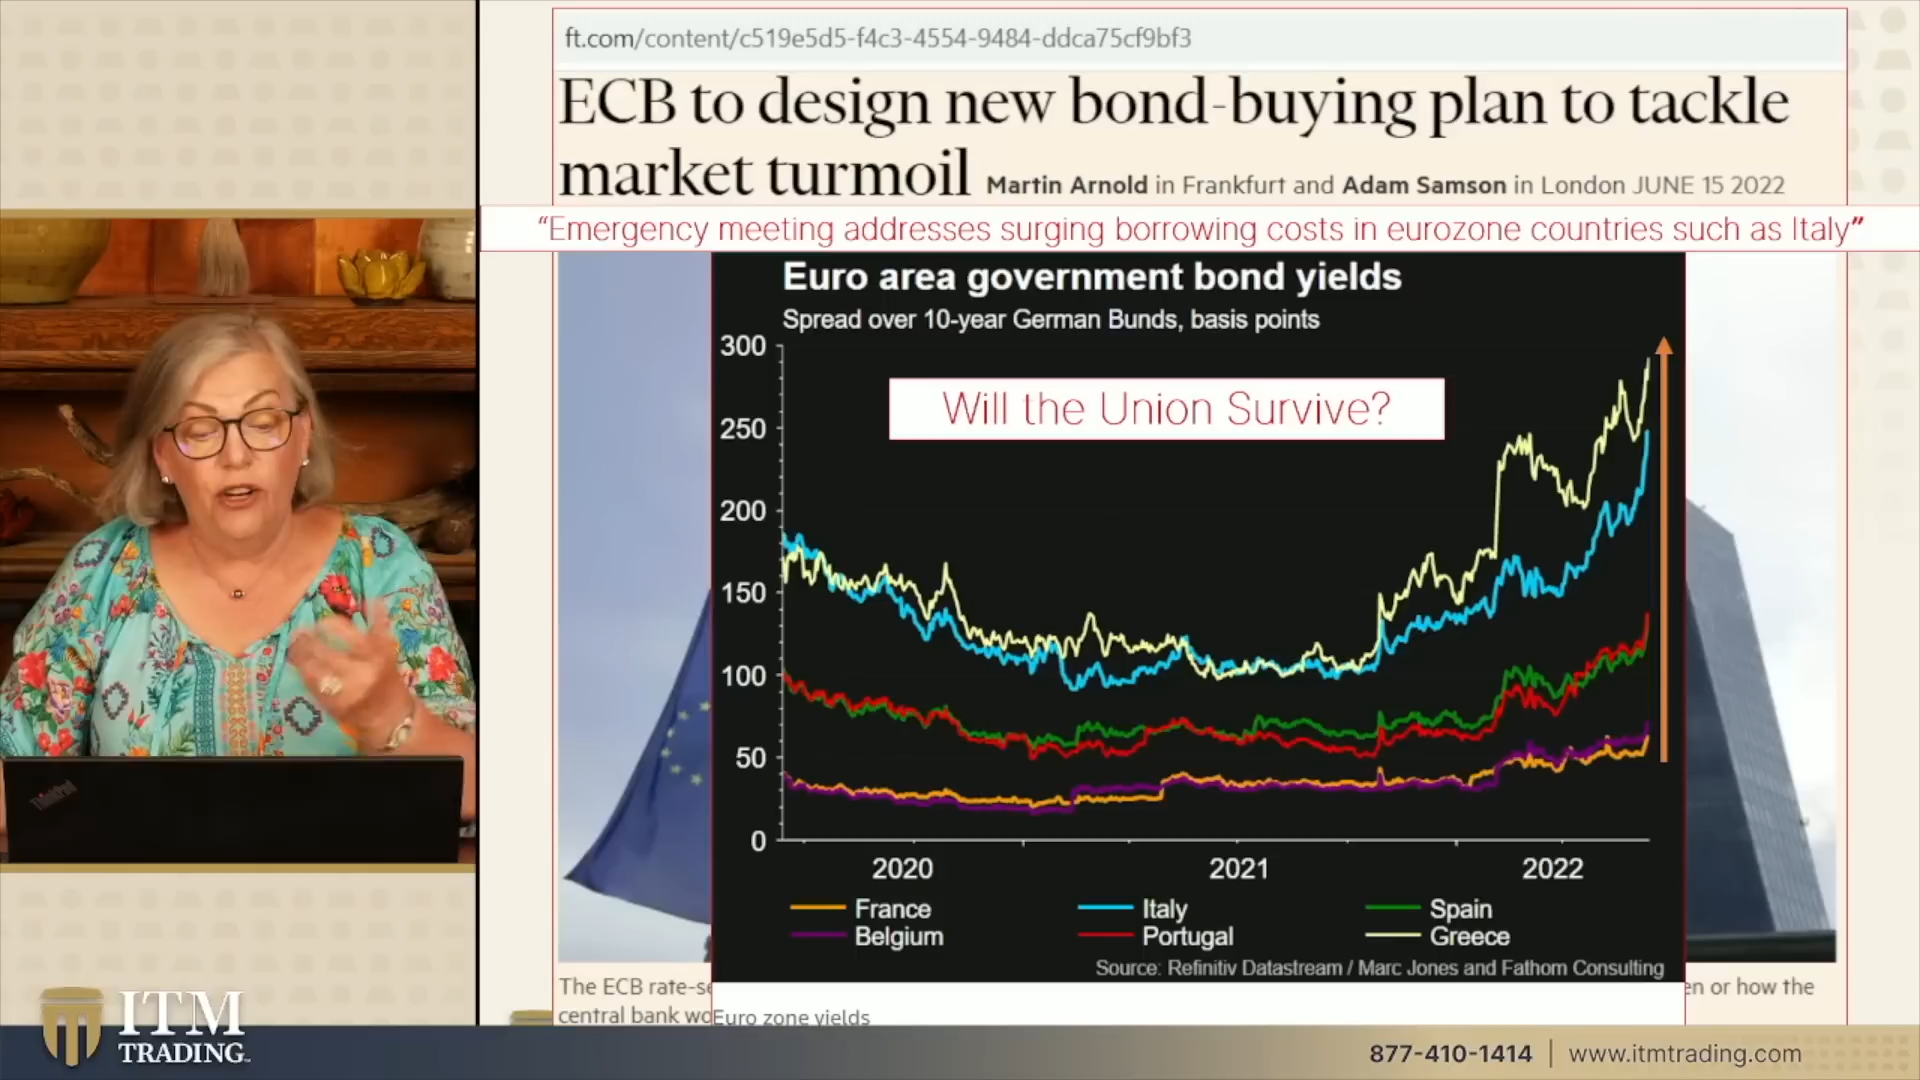 ft.com/content/c519e5d5-f4c3-4554-9484-ddca75cf9bf3
ECB to design new bond-buying plan to tackle
market turmoil Martin Arnold in Frankfurt and Adam Samson in London JUNE 15 2022
“Emergency meeting addresses surging borrowing costs in eurozone countries such as Italy”
Euro area government bond yields
Spread over 10-year German Bunds, basis points
Will the Union Survive?
300
250
200
150
100
50
0
2020 2021 2022
France Italy Spain
Belgium Portugal Greece
Source: Refinitiv Datastream / Marc Jones and Fathom Consulting
The ECB rate-se
en or how the
central bank wo
Euro zone yields
ThinkPad
ITM
TRADING
877-410-1414 | www.itmtrading.com